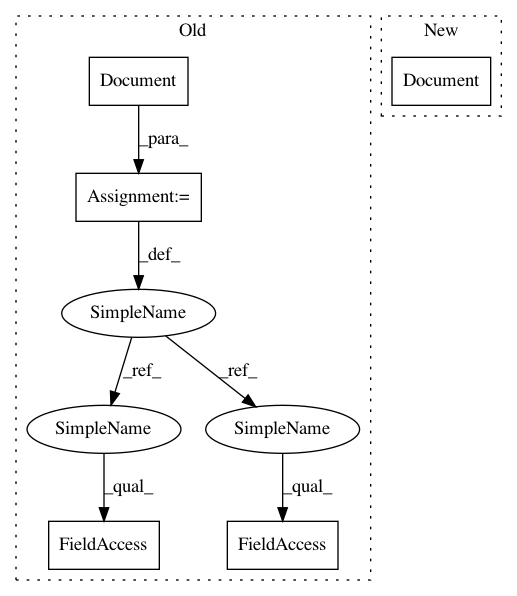 Old
New
Document
Document
_para_
Assignment:=
_def_
SimpleName
_ref_
_ref_
SimpleName
SimpleName
_qual_
_qual_
FieldAccess
FieldAccess